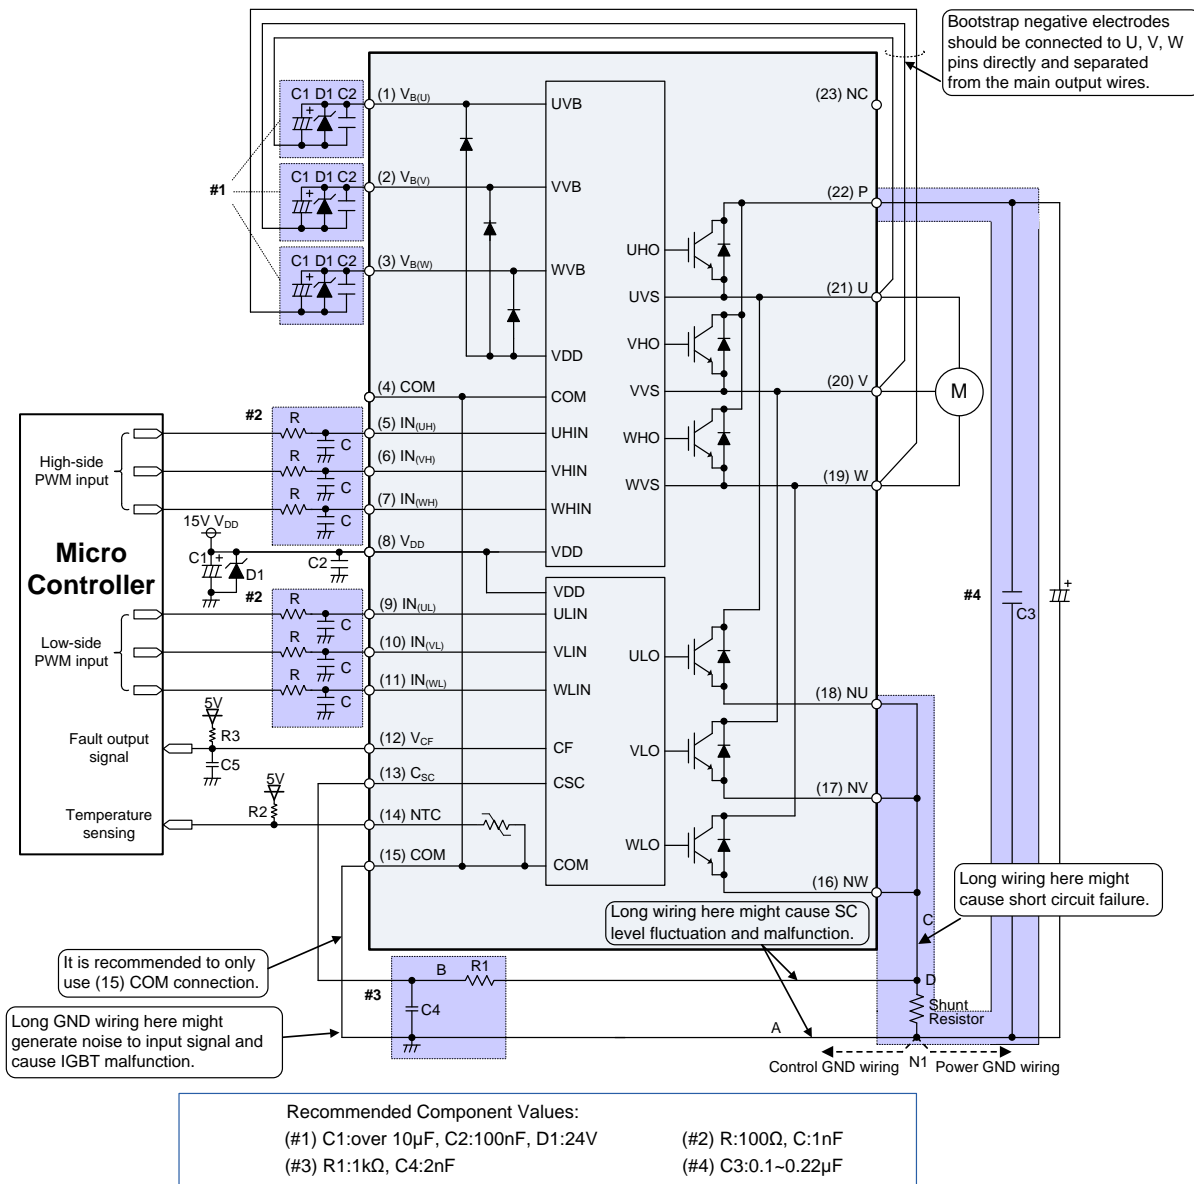 Bootstrap negative electrodes
should be connected to U, V, W
pins directly and separated
from the main output wires.
C1 D1 C2
(1) VB(U)
UVB
(23) NC
#1
C1 D1 C2
(2) VB(V)
VVB
(22) P
C1 D1 C2
(3) VB(W)
WVB
UHO
(21) U
UVS
VHO
VDD
(20) V
VVS
M
(4) COM
COM
#2
R
C
(5) IN(UH)
UHIN
WHO
High-side
PWM input
R
C
(6) IN(VH)
VHIN
(19) W
WVS
R
C
(7) IN(WH)
WHIN
15V VDD
Micro
Controller
C1
D1
C2
(8) VDD
VDD
VDD
#2
#4
C3
R
C
(9) IN(UL)
ULIN
Low-side
PWM input
R
C
(10) IN(VL)
VLIN
ULO
R
C
(11) IN(WL)
WLIN
(18) NU
5V
R3
Fault output
signal
C5
(12) VCF
CF
VLO
(13) CSC
CSC
5V
R2
(17) NV
Temperature
sensing
(14) NTC
WLO
(15) COM
COM
(16) NW
Long wiring here might
cause short circuit failure.
Long wiring here might cause SC
level fluctuation and malfunction.
C
It is recommended to only
use (15) COM connection.
B
R1
D
#3
C4
Shunt
Resistor
Long GND wiring here might
generate noise to input signal and
cause IGBT malfunction.
A
Control GND wiring
N1
Power GND wiring
Recommended Component Values:
(#1) C1:over 10µF, C2:100nF, D1:24V
(#2) R:100Ω, C:1nF
(#3) R1:1kΩ, C4:2nF
(#4) C3:0.1~0.22µF